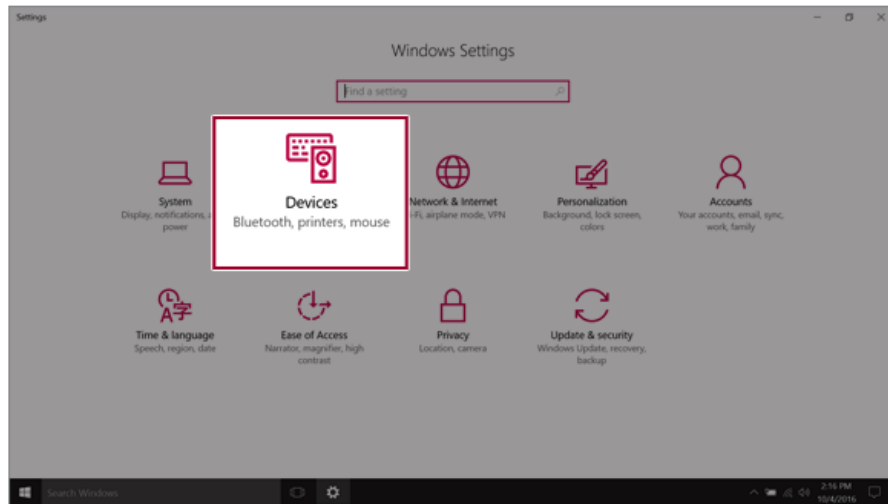 Settings
Windows Settings
Find a setting
System
Display, notifications,
power
Devices
Bluetooth, printers, mouse
Network & Internet
-Fi, airplane mode, VPN
Personalization
Background, lock screen,
colors
Accounts
Your accounts, email, sync,
work, family
A字
Time & language
Speech, region, date
Ease of Access
Narrator, magnifier, high
contrast
Privacy
Location, camera
Update & security
Windows Update, recovery,
backup
Search Windows
2:16 PM
10/4/2016